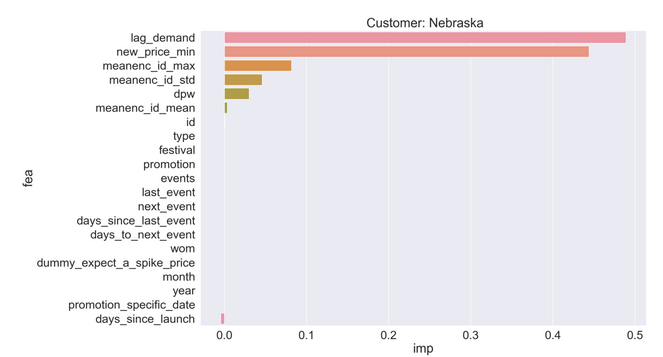 Customer: Nebraska
lag_demand
new_price_min
meanenc_id_max
meanenc_id_std
dpw
meanenc_id_mean
id
type
festival
promotion
events
last_event
next_event
days_since_last_event
days_to_next_event
wom
dummy_expect_a_spike_price
month
year
promotion_specific_date
days_since_launch
fea
0.0 0.1 0.2 0.3 0.4 0.5
imp